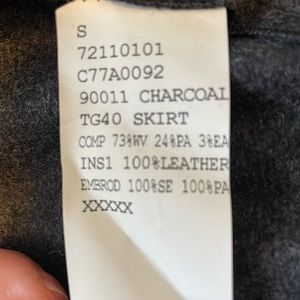 S
72110101
C77A0092
90011 CHARCOAL
TG40 SKIRT
COMP 73%WV 24%PA 3%EA
INS1 100%LEATHER
EMBROD 100%SE 100%PA
XXXXX